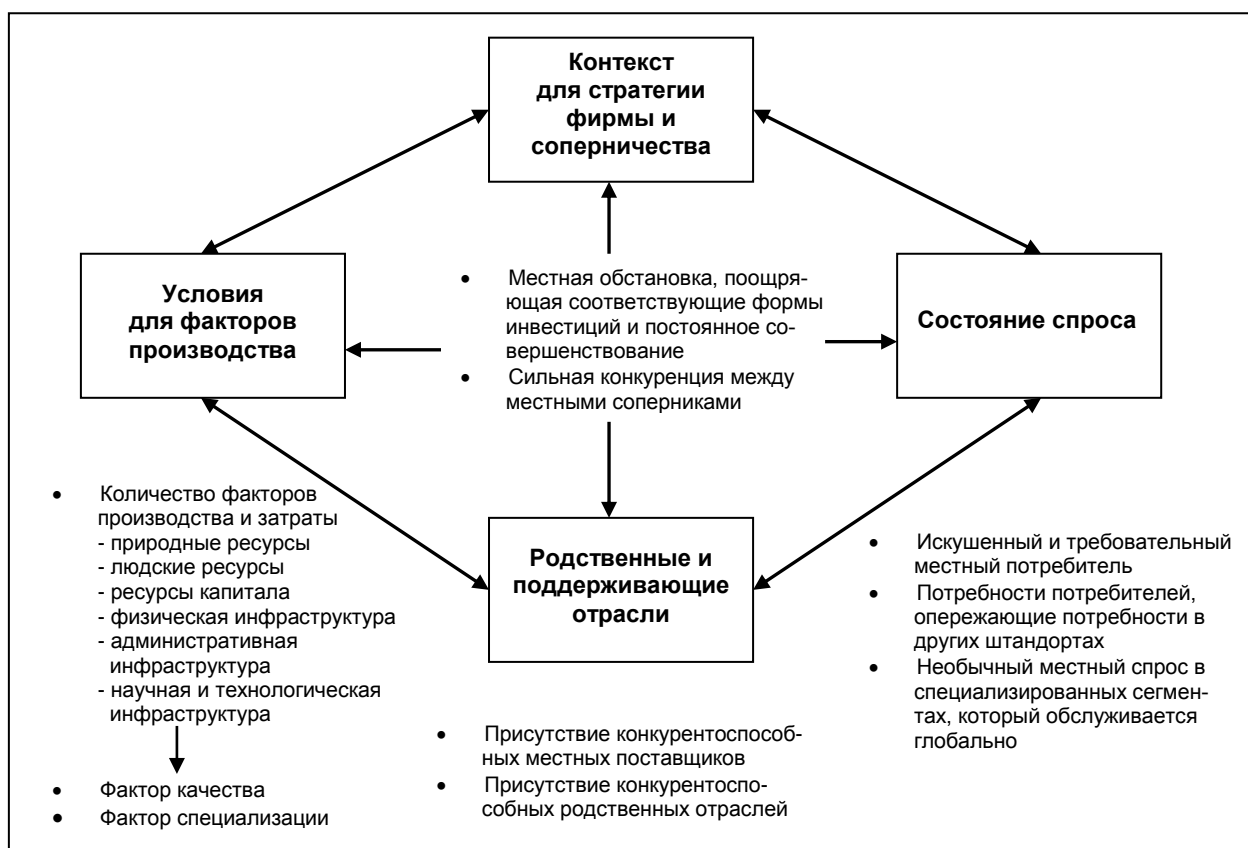 Контекст
для стратегии
фирмы и
соперничества
Условия
для факторов
производства
• Местная обстановка, поощря-
ющая соответствующие формы
инвестиций и постоянное со-
вершенствование
• Сильная конкуренция между
местными соперниками
Состояние спроса
• Количество факторов
производства и затраты
- природные ресурсы
- людские ресурсы
- ресурсы капитала
- физическая инфраструктура
- административная
инфраструктура
- научная и технологическая
инфраструктура
• Фактор качества
• Фактор специализации
Родственные и
поддерживающие
отрасли
• Присутствие конкурентоспособ-
ных местных поставщиков
• Присутствие конкурентоспо-
собных родственных отраслей
• Искушенный и требовательный
местный потребитель
• Потребности потребителей,
опережающие потребности в
других штандортах
• Необычный местный спрос в
специализированных сегмен-
тах, который обслуживается
глобально